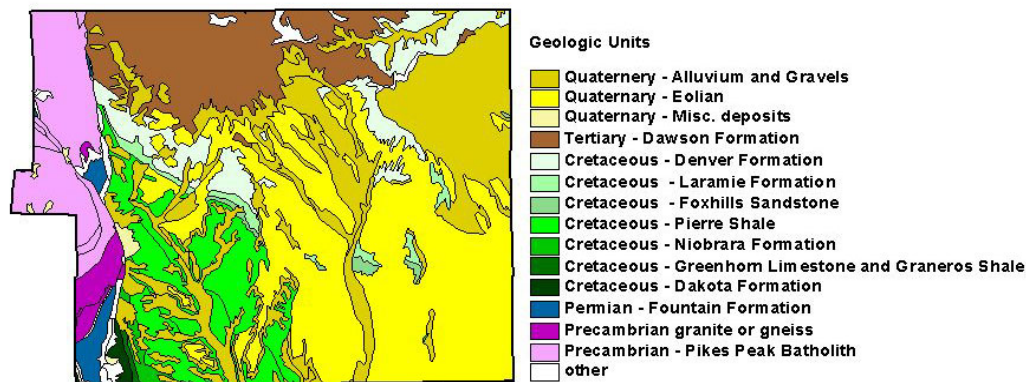 Geologic Units
Quaternery - Alluvium and Gravels
Quaternary - Eolian
Quaternary - Misc. deposits
Tertiary - Dawson Formation
Cretaceous - Denver Formation
Cretaceous - Laramie Formation
Cretaceous - Foxhills Sandstone
Cretaceous - Pierre Shale
Cretaceous - Niobrara Formation
Cretaceous - Greenhorn Limestone and Graneros Shale
Cretaceous - Dakota Formation
Permian - Fountain Formation
Precambrian granite or gneiss
Precambrian - Pikes Peak Batholith
other